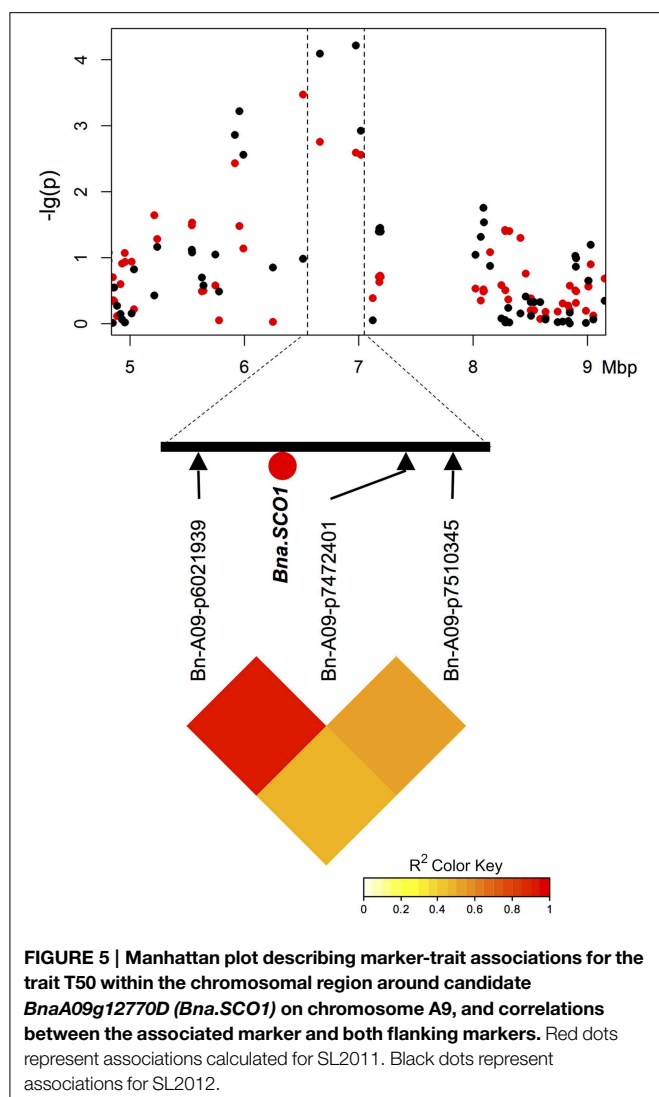 4
3
2
1
0
-lg(p)
5 6 7 8 9 Mbp
Bn-A09-p6021939
Bna.SCO1
Bn-A09-p7472401
Bn-A09-p7510345
R² Color Key
0 0.2 0.4 0.6 0.8 1
FIGURE 5 | Manhattan plot describing marker-trait associations for the
trait T50 within the chromosomal region around candidate
BnaA09g12770D (Bna.SCO1) on chromosome A9, and correlations
between the associated marker and both flanking markers. Red dots
represent associations calculated for SL2011. Black dots represent
associations for SL2012.